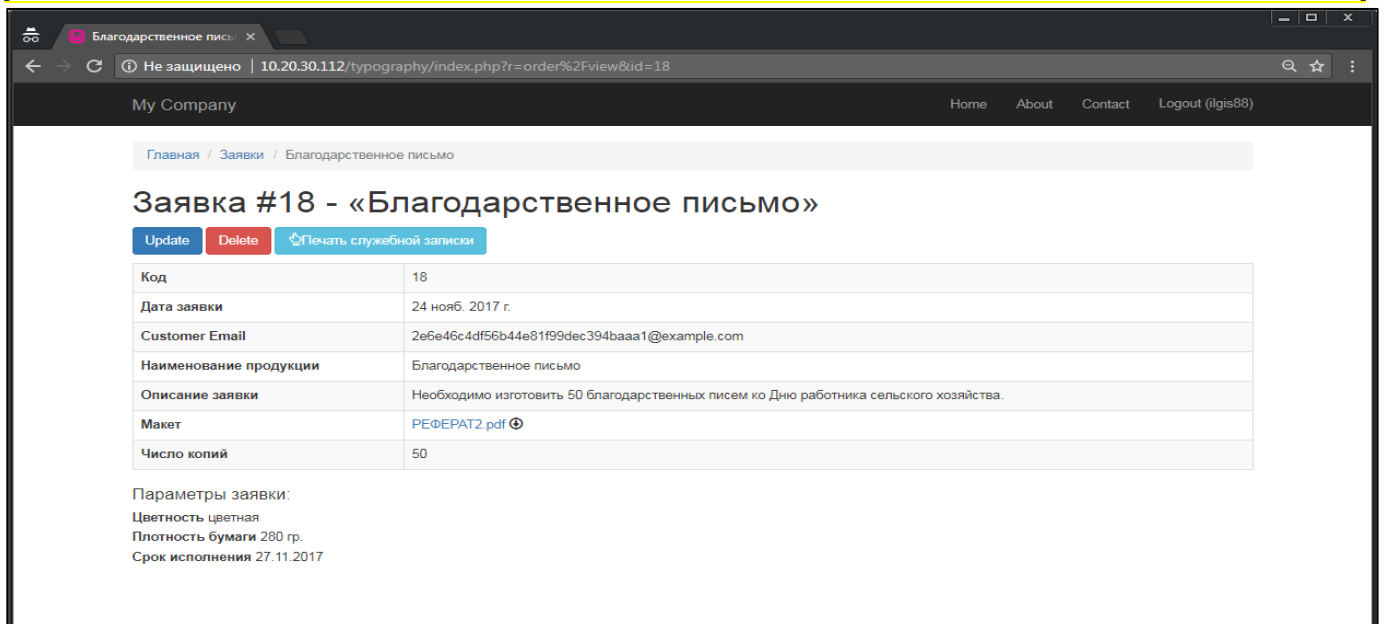 Благодарственное пись
Не защищено | 10.20.30.112/typography/index.php?r=order%2Fview&id=18
My Company Home About Contact Logout (ilgis88)
Главная / Заявки / Благодарственное письмо
Заявка #18 - «Благодарственное письмо»
Update Delete Печать служебной записки
Код 18
Дата заявки 24 нояб. 2017 г.
Customer Email 2e6e46c4df56b44e81f99dec394baaa1@example.com
Наименование продукции Благодарственное письмо
Описание заявки Необходимо изготовить 50 благодарственных писем ко Дню работника сельского хозяйства.
Макет РЕФЕРАТ2.pdf
Число копий 50
Параметры заявки:
Цветность цветная
Плотность бумаги 280 гр.
Срок исполнения 27.11.2017